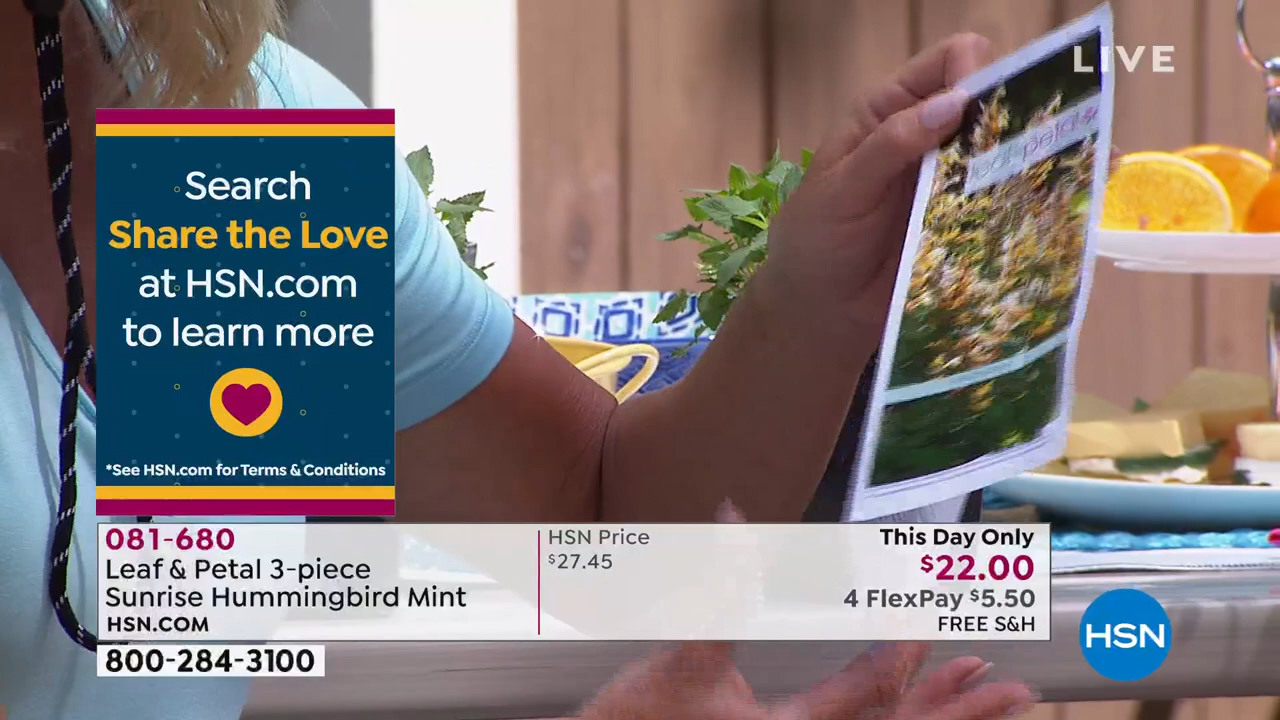 LIVE
Search
Share the Love
at HSN.com
to learn more
*See HSN.com for Terms & Conditions
081-680
Leaf & Petal 3-piece
Sunrise Hummingbird Mint
HSN.COM
HSN Price
$27.45
This Day Only
$22.00
4 FlexPay $5.50
FREE S&H
800-284-3100
HSN